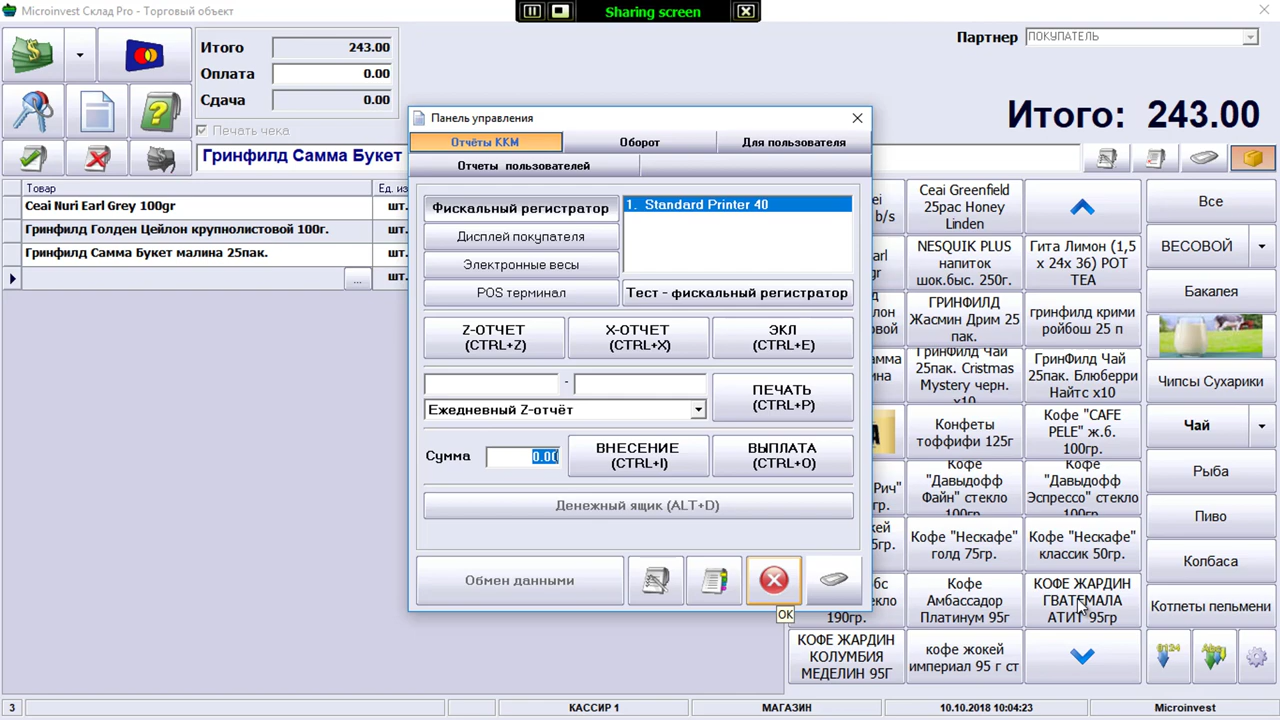 Microinvest Склад Pro - Торговый объект
Sharing screen
Итого 243.00
Оплата 0.00
Сдача 0.00
Печать чека
Партнер ПОКУПАТЕЛЬ
Итого: 243.00
Гринфилд Самма Букет
Товар Ед. из
Ceai Nuri Earl Grey 100gr шт.
Гринфилд Голден Цейлон крупнолистовой 100г. шт.
Гринфилд Самма Букет малина 25пак. шт.
... шт.
Панель управления
Отчёты ККМ
Оборот
Для пользователя
Отчеты пользователей
Фискальный регистратор
1. Standard Printer 40
Дисплей покупателя
Электронные весы
POS терминал
Тест - фискальный регистратор
Z-ОТЧЕТ
(CTRL+Z)
X-ОТЧЕТ
(CTRL+X)
ЭКЛ
(CTRL+E)
-
ПЕЧАТЬ
(CTRL+P)
Ежедневный Z-отчёт
Сумма 0.00
ВНЕСЕНИЕ
(CTRL+I)
ВЫПЛАТА
(CTRL+O)
Денежный ящик (ALT+D)
Обмен данными
OK
Ceai Greenfield
25pac Honey
Linden
NESQUIK PLUS
напиток
шок.быс. 250г.
Гита Лимон (1,5
x 24x 36) POT
TEA
ГРИНФИЛД
Жасмин Дрим 25
пак.
гринфилд крими
ройбош 25 п
Гринфилд Чай
25пак. Cristmas
Mystery черн.
x10
Гринфилд Чай
25пак. Блюберри
Найтс x10
Конфеты
тоффифи 125г
Кофе "CAFE
PELE" ж.б.
100гр.
Кофе
"Давыдофф
Файн" стекло
100гр
Кофе
"Давыдофф
Эспрессо" стекло
100гр
Кофе "Нескафе"
голд 75гр.
Кофе "Нескафе"
классик 50гр.
190гр.
Кофе
Амбассадор
Платинум 95г
КОФЕ ЖАРДИН
ГВАТЕМАЛА
АТИТ 95гр
КОФЕ ЖАРДИН
КОЛУМБИЯ
МЕДЕЛИН 95Г
кофе жокей
империал 95 г ст
Все
ВЕСОВОЙ
Бакалея
Чипсы Сухарики
Чай
Рыба
Пиво
Колбаса
Котлеты пельмени
3
КАССИР 1
МАГАЗИН
10.10.2018 10:04:23
Microinvest